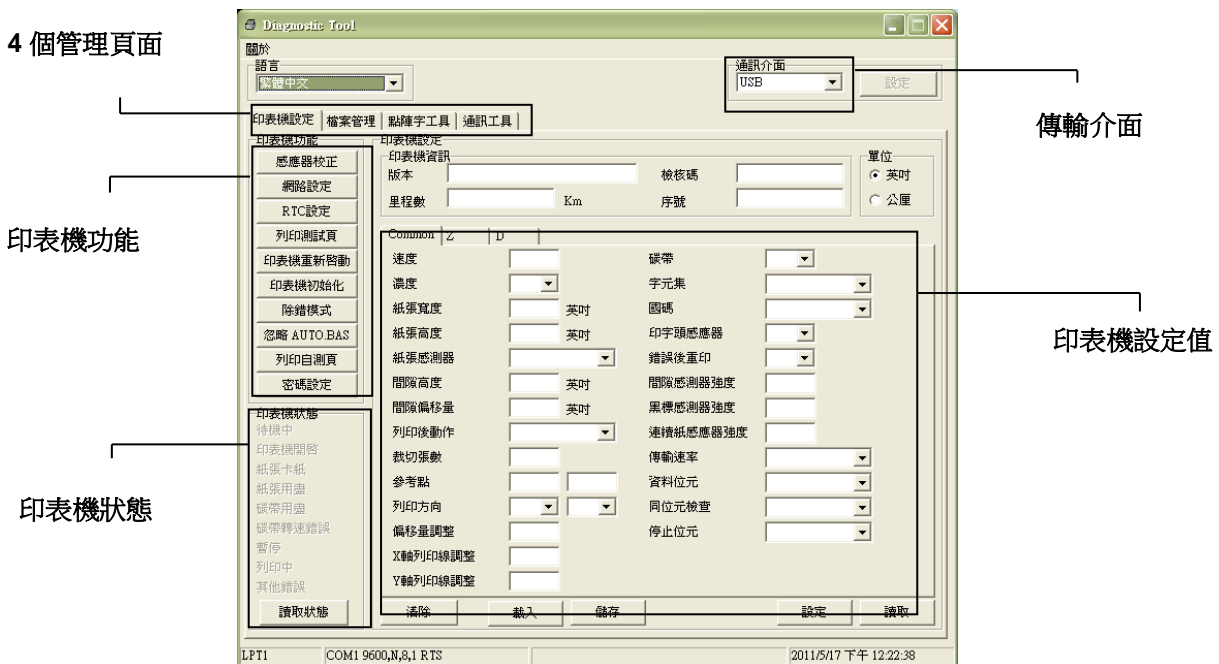 Diagnostic Tool
4 個管理頁面
關於
語言
繁體中文
通訊介面
USB
設定
傳輸介面
印表機設定 檔案管理 點陣字工具 通訊工具
印表機功能
感應器校正
網路設定
RTC設定
列印測試頁
印表機重新啓動
印表機初始化
除錯模式
忽略 AUTO.BAS
列印自測頁
密碼設定
印表機功能
印表機設定
印表機資訊
版本
檢核碼
里程數 Km
序號
單位
英吋
公厘
Common Z D
速度
濃度
紙張寬度 英吋
紙張高度 英吋
紙張感測器
間隙高度 英吋
間隙偏移量 英吋
列印後動作
裁切張數
參考點
列印方向
偏移量調整
X軸列印線調整
Y軸列印線調整
碳帶
字元集
國碼
印字頭感應器
錯誤後重印
間隙感測器強度
黑標感測器強度
連續紙感應器強度
傳輸速率
資料位元
同位元檢查
停止位元
印表機設定值
印表機狀態
待機中
印表機開啓
紙張卡紙
紙張用盡
碳帶用盡
碳帶轉速錯誤
暫停
列印中
其他錯誤
讀取狀態
印表機狀態
清除 載入 儲存 設定 讀取
LPT1 COM1 9600,N,8,1 RTS 2011/5/17 下午 12:22:38